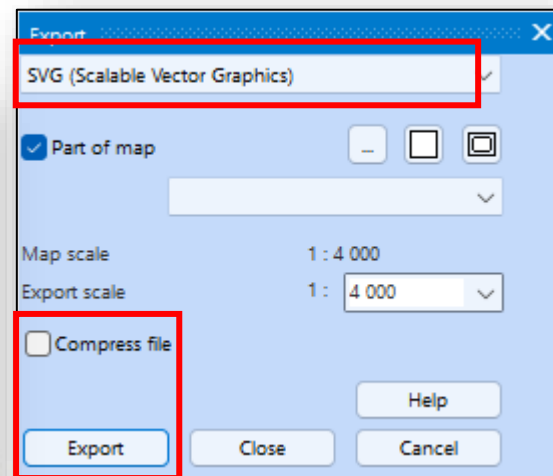 Export
SVG (Scalable Vector Graphics)
Part of map
...
Map scale 1 : 4 000
Export scale 1 : 4 000
Compress file
Help
Export Close Cancel